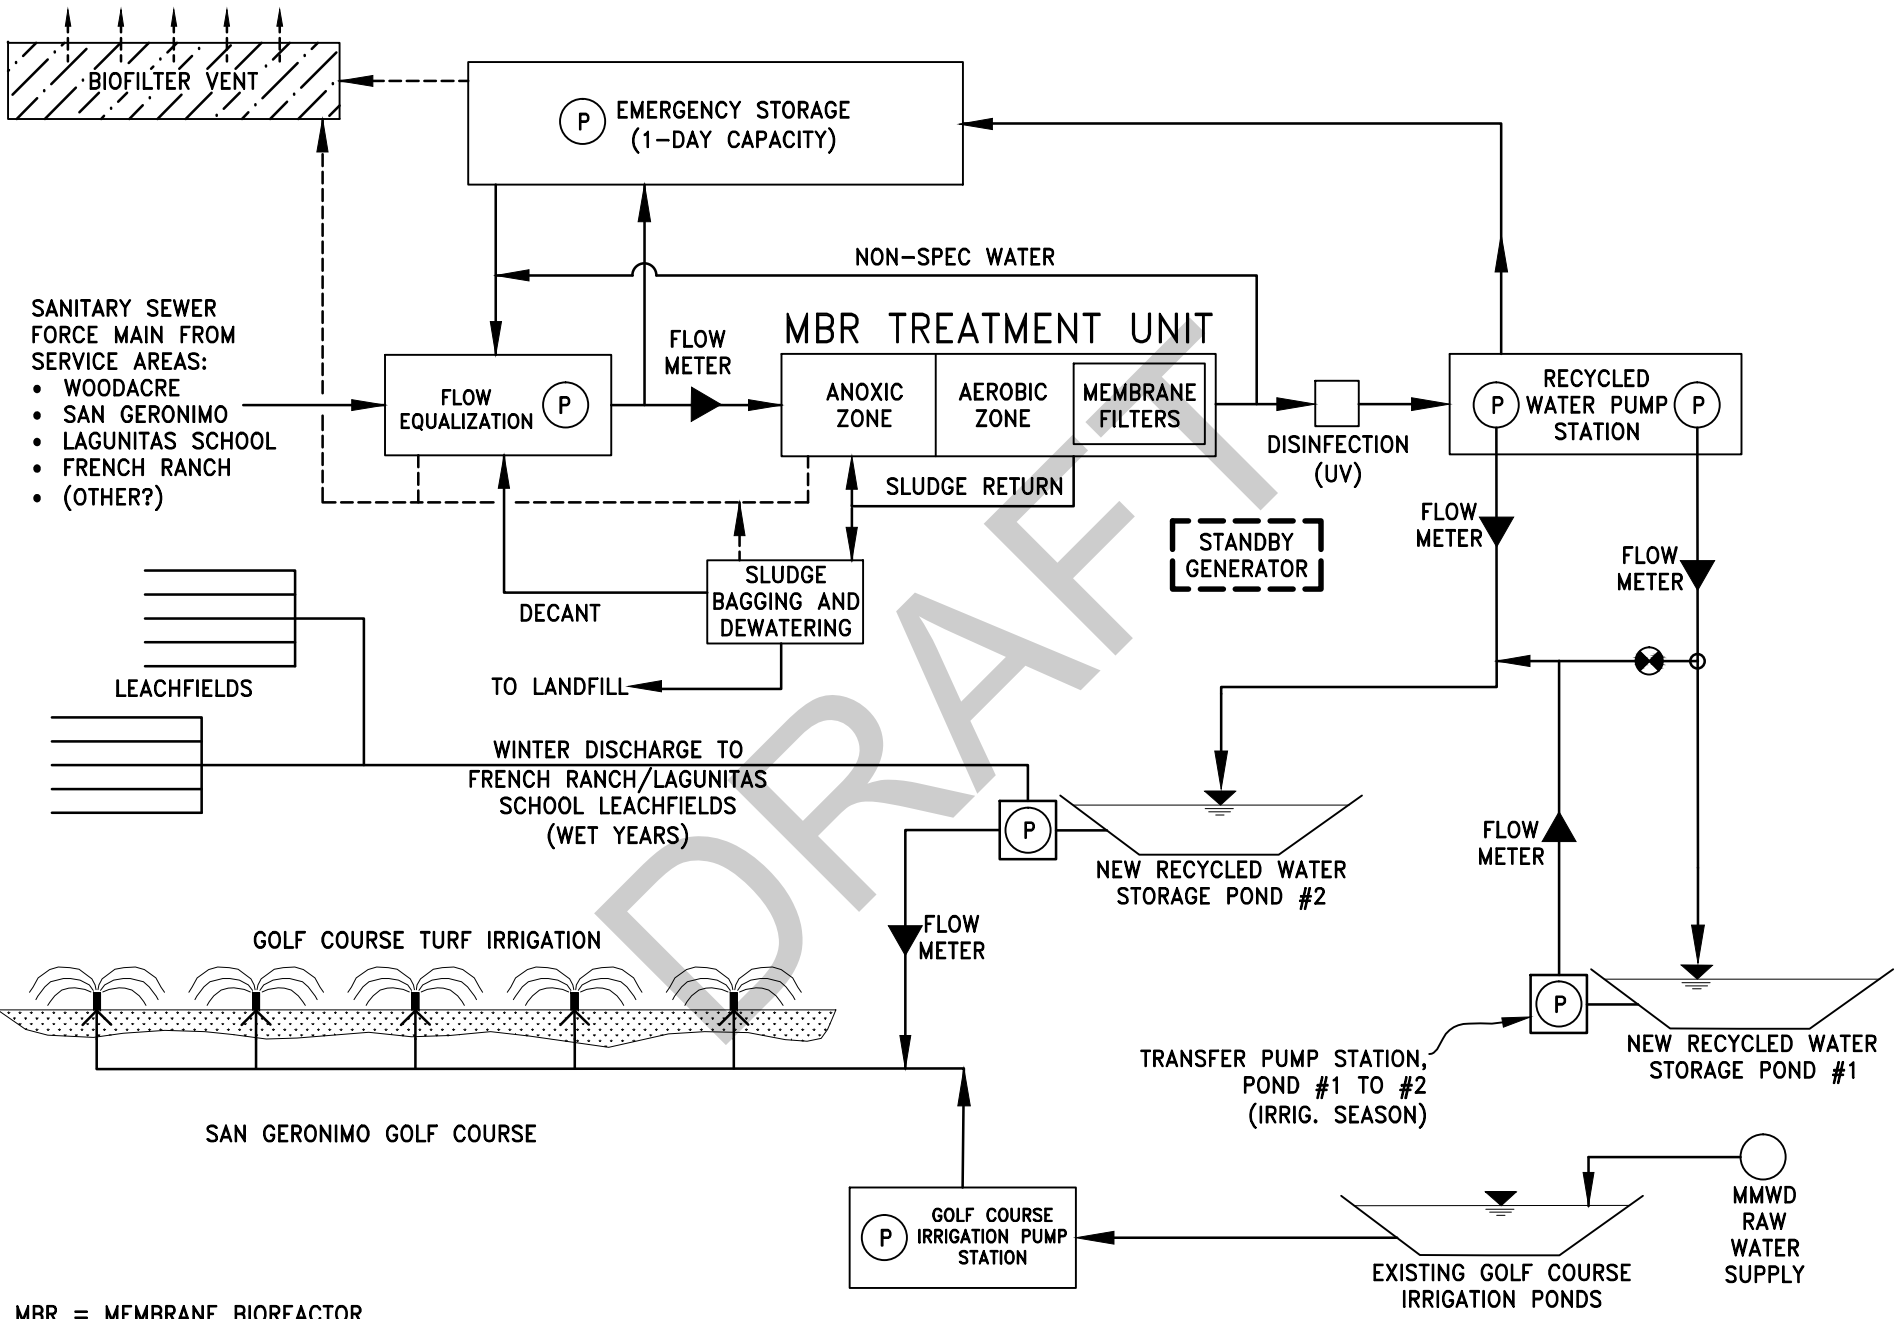 BIOFILTER VENT
P
EMERGENCY STORAGE
(1-DAY CAPACITY)
NON-SPEC WATER
SANITARY SEWER
FORCE MAIN FROM
SERVICE AREAS:
• WOODACRE
• SAN GERONIMO
• LAGUNITAS SCHOOL
• FRENCH RANCH
• (OTHER?)
FLOW
EQUALIZATION
P
FLOW
METER
MBR TREATMENT UNIT
ANOXIC
ZONE
AEROBIC
ZONE
MEMBRANE
FILTERS
DISINFECTION
(UV)
P
RECYCLED
WATER PUMP
STATION
P
SLUDGE RETURN
FLOW
METER
FLOW
METER
STANDBY
GENERATOR
SLUDGE
BAGGING AND
DEWATERING
DECANT
TO LANDFILL
LEACHFIELDS
WINTER DISCHARGE TO
FRENCH RANCH/LAGUNITAS
SCHOOL LEACHFIELDS
(WET YEARS)
P
NEW RECYCLED WATER
STORAGE POND #2
FLOW
METER
FLOW
METER
GOLF COURSE TURF IRRIGATION
P
NEW RECYCLED WATER
STORAGE POND #1
TRANSFER PUMP STATION,
POND #1 TO #2
(IRRIG. SEASON)
SAN GERONIMO GOLF COURSE
P
GOLF COURSE
IRRIGATION PUMP
STATION
EXISTING GOLF COURSE
IRRIGATION PONDS
MMWD
RAW
WATER
SUPPLY
MBR = MEMBRANE BIOREACTOR
DRAFT